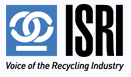 ISRI
Voice of the Recycling Industry